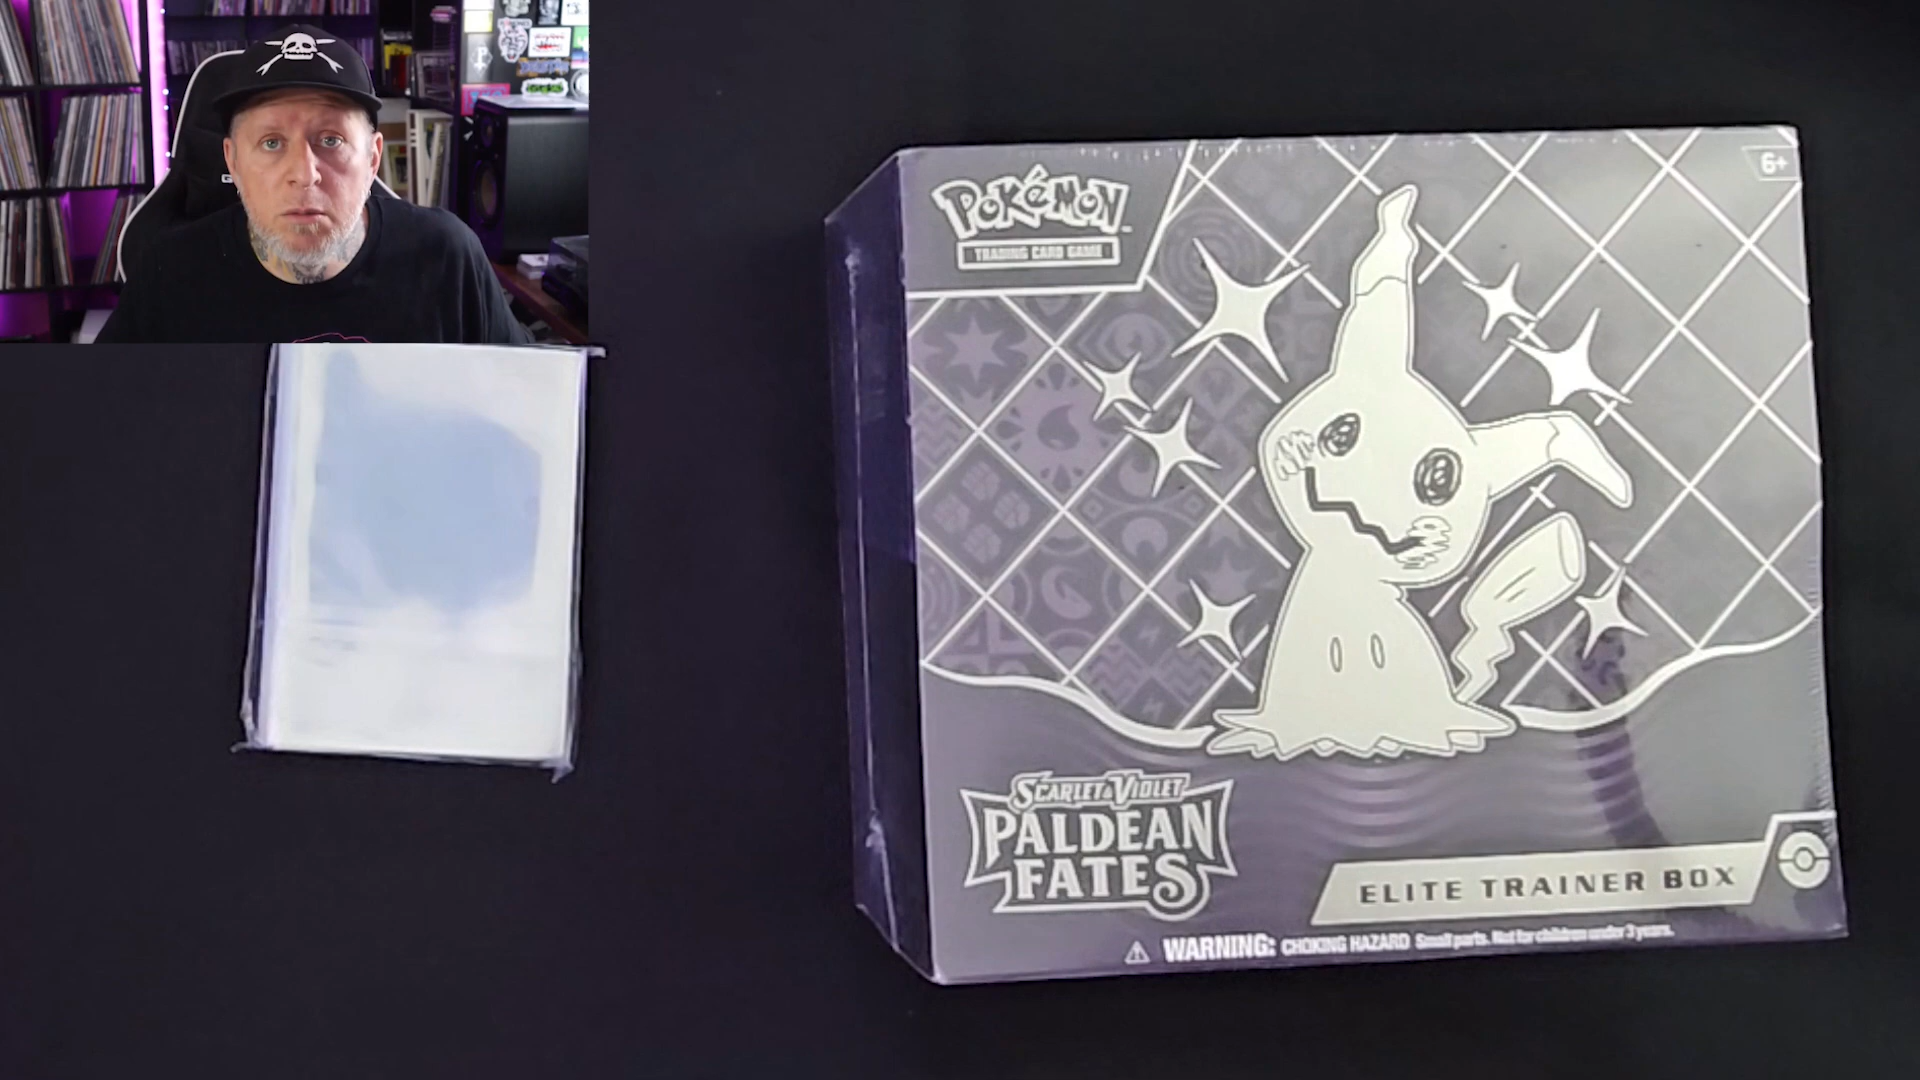 POKéMON
TRADING CARD GAME
6+
SCARLET & VIOLET
PALDEAN
FATES
ELITE TRAINER BOX
WARNING: CHOKING HAZARD Small parts. Not for children under 3 years.